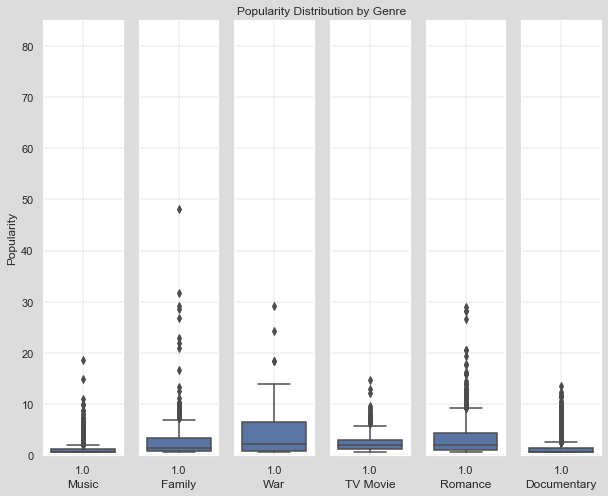 Popularity Distribution by Genre
Popularity
80
70
60
50
40
30
20
10
0
1.0 1.0 1.0 1.0 1.0 1.0
Music Family War TV Movie Romance Documentary